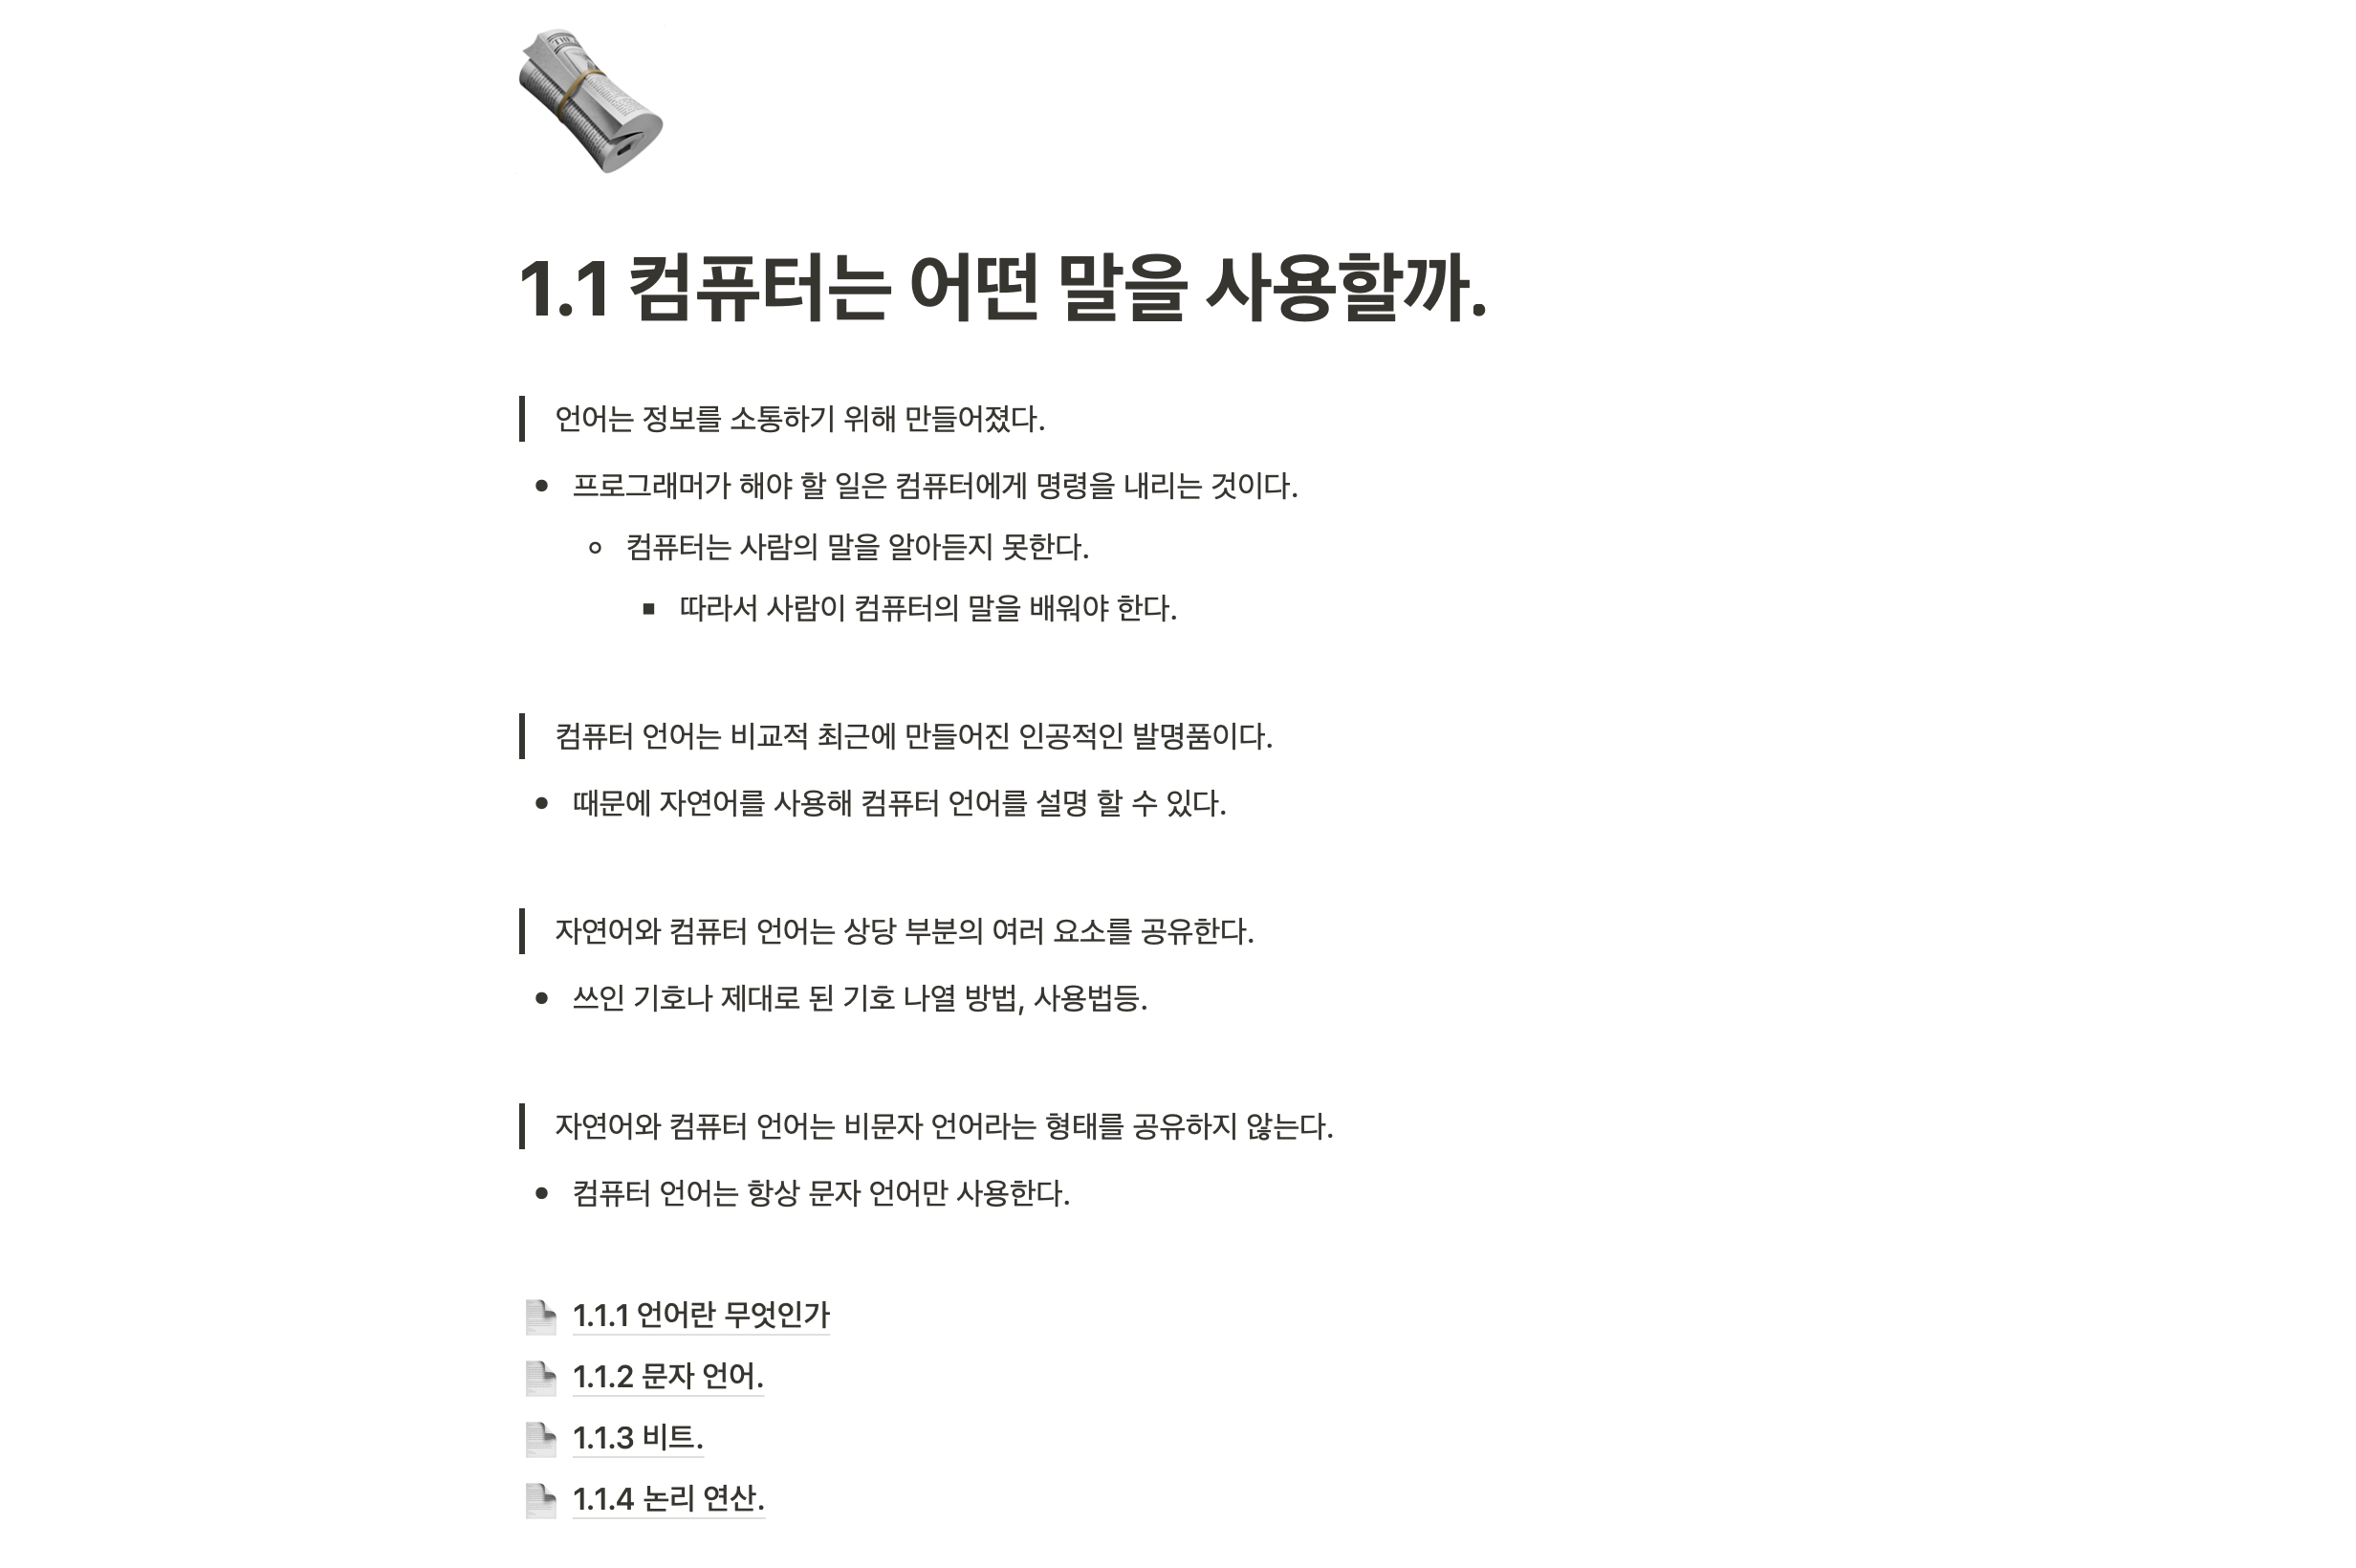 1.1 컴퓨터는 어떤 말을 사용할까.
언어는 정보를 소통하기 위해 만들어졌다.
프로그래머가 해야 할 일은 컴퓨터에게 명령을 내리는 것이다.
컴퓨터는 사람의 말을 알아듣지 못한다.
따라서 사람이 컴퓨터의 말을 배워야 한다.
컴퓨터 언어는 비교적 최근에 만들어진 인공적인 발명품이다.
때문에 자연어를 사용해 컴퓨터 언어를 설명 할 수 있다.
자연어와 컴퓨터 언어는 상당 부분의 여러 요소를 공유한다.
쓰인 기호나 제대로 된 기호 나열 방법, 사용법등.
자연어와 컴퓨터 언어는 비문자 언어라는 형태를 공유하지 않는다.
컴퓨터 언어는 항상 문자 언어만 사용한다.
1.1.1 언어란 무엇인가
1.1.2 문자 언어.
1.1.3 비트.
1.1.4 논리 연산.